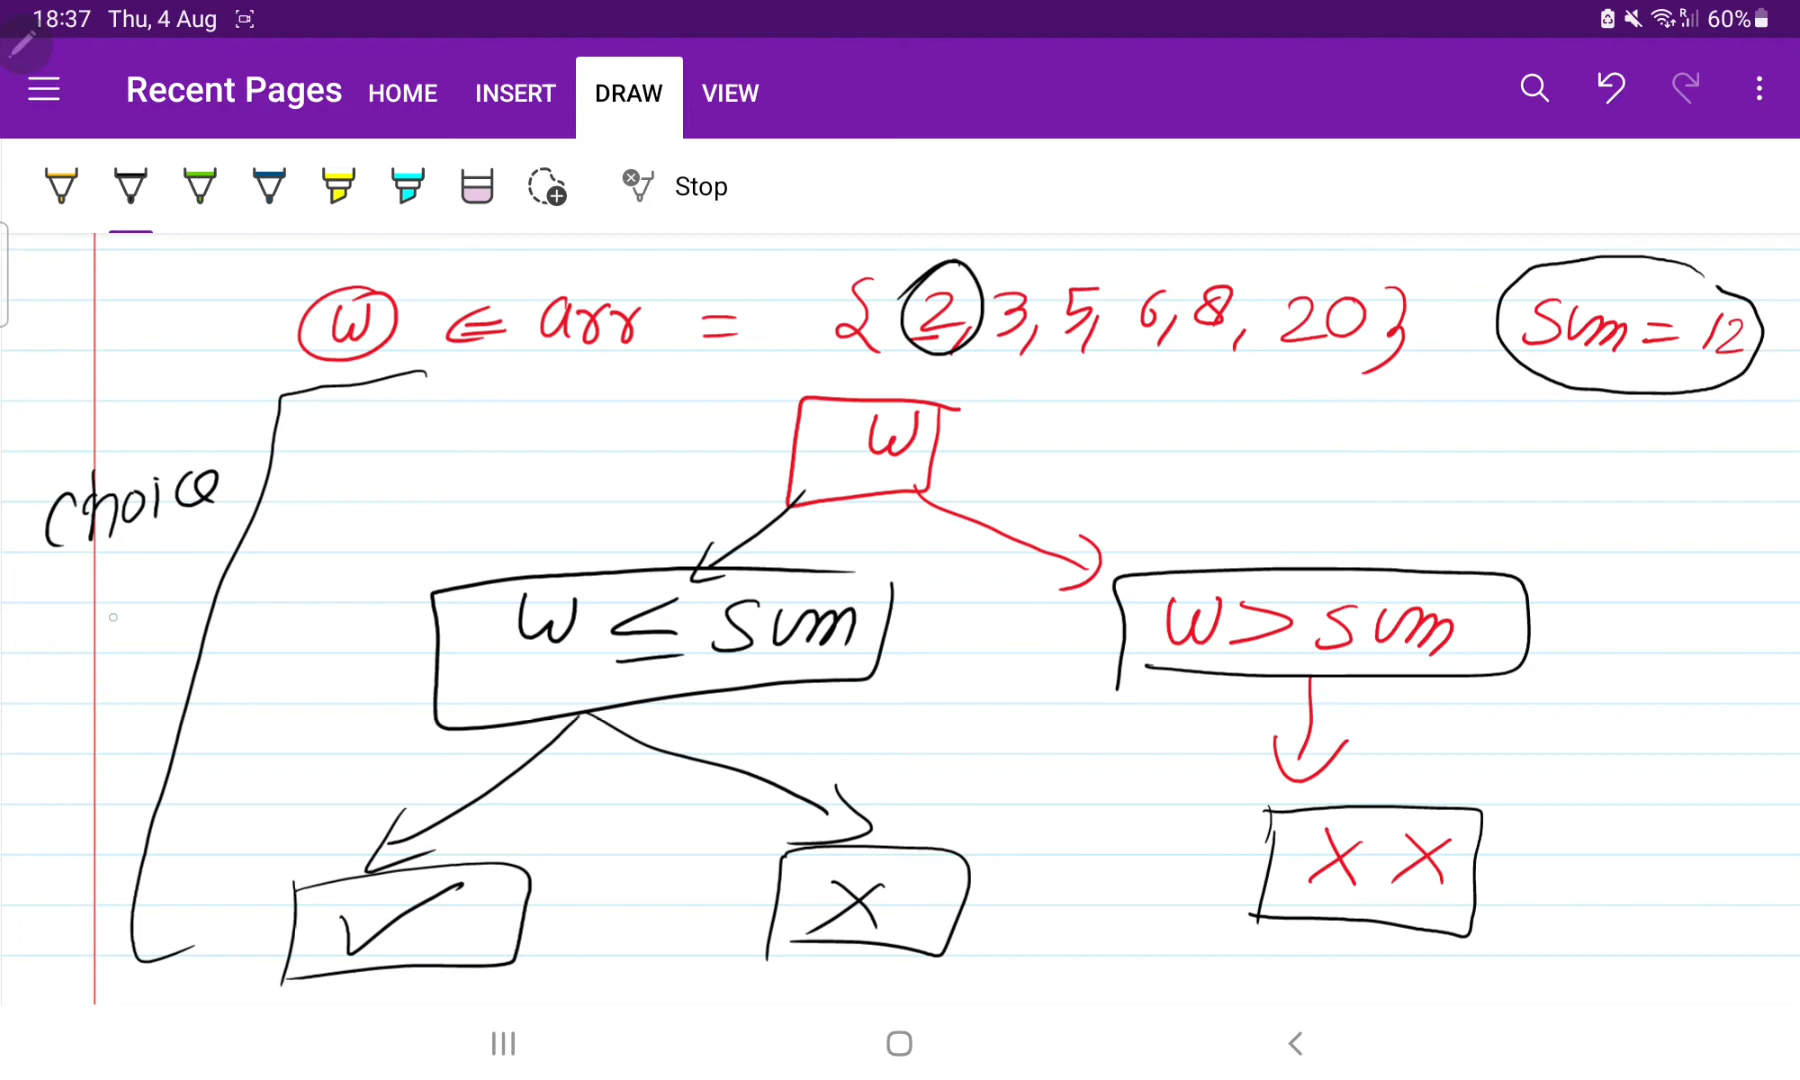 18:37 Thu, 4 Aug R 60%
Recent Pages HOME INSERT DRAW VIEW
Stop
W ⇐ arr = {2, 3, 5, 6, 8, 20} Sum = 12
W
choice
W ≤ sum W > sum
✓ X X X